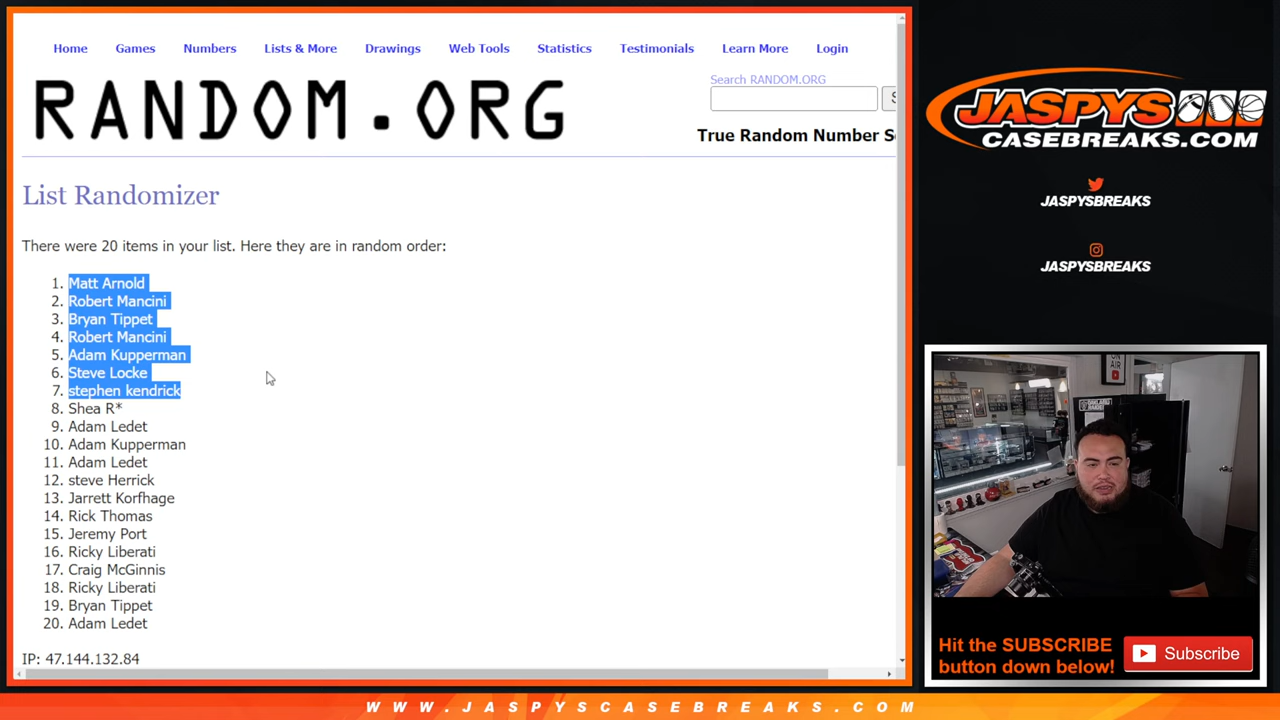 Home Games Numbers Lists & More Drawings Web Tools Statistics Testimonials Learn More Login
RANDOM.ORG
Search RANDOM.ORG
S
True Random Number S
List Randomizer
There were 20 items in your list. Here they are in random order:
1. Matt Arnold
2. Robert Mancini
3. Bryan Tippet
4. Robert Mancini
5. Adam Kupperman
6. Steve Locke
7. stephen kendrick
8. Shea R*
9. Adam Ledet
10. Adam Kupperman
11. Adam Ledet
12. steve Herrick
13. Jarrett Korfhage
14. Rick Thomas
15. Jeremy Port
16. Ricky Liberati
17. Craig McGinnis
18. Ricky Liberati
19. Bryan Tippet
20. Adam Ledet
IP: 47.144.132.84
JASPYS
CASEBREAKS.COM
JASPYSBREAKS
JASPYSBREAKS
ON AIR
Hit the SUBSCRIBE
button down below!
Subscribe
WWW.JASPYSCASEBREAKS.COM